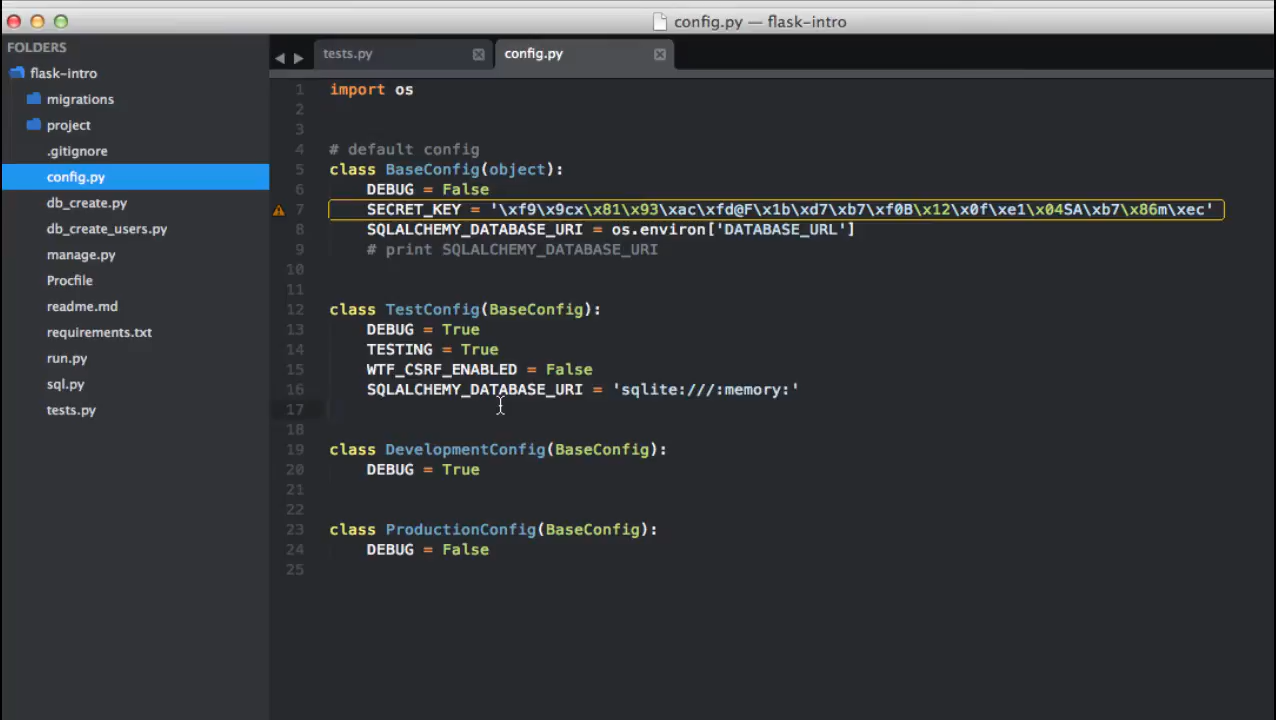 config.py — flask-intro
FOLDERS
flask-intro
migrations
project
.gitignore
config.py
db_create.py
db_create_users.py
manage.py
Procfile
readme.md
requirements.txt
run.py
sql.py
tests.py
tests.py
config.py
1 import os
2
3
4 # default config
5 class BaseConfig(object):
6     DEBUG = False
7     SECRET_KEY = '\xf9\x9cx\x81\x93\xac\xfd@F\x1b\xd7\xb7\xf0B\x12\x0f\xe1\x04SA\xb7\x86m\xec'
8     SQLALCHEMY_DATABASE_URI = os.environ['DATABASE_URL']
9     # print SQLALCHEMY_DATABASE_URI
10
11
12 class TestConfig(BaseConfig):
13     DEBUG = True
14     TESTING = True
15     WTF_CSRF_ENABLED = False
16     SQLALCHEMY_DATABASE_URI = 'sqlite:///:memory:'
17
18
19 class DevelopmentConfig(BaseConfig):
20     DEBUG = True
21
22
23 class ProductionConfig(BaseConfig):
24     DEBUG = False
25